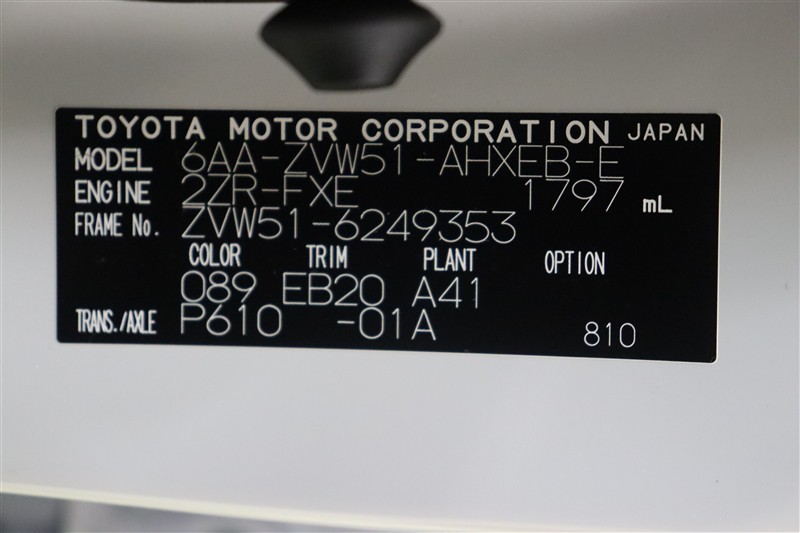 TOYOTA MOTOR CORPORATION JAPAN
MODEL 6AA-ZVW51-AHXEB-E
ENGINE 2ZR-FXE 1797 mL
FRAME No. ZVW51-6249353
COLOR TRIM PLANT OPTION
089 EB20 A41
TRANS./AXLE P610 -01A 810